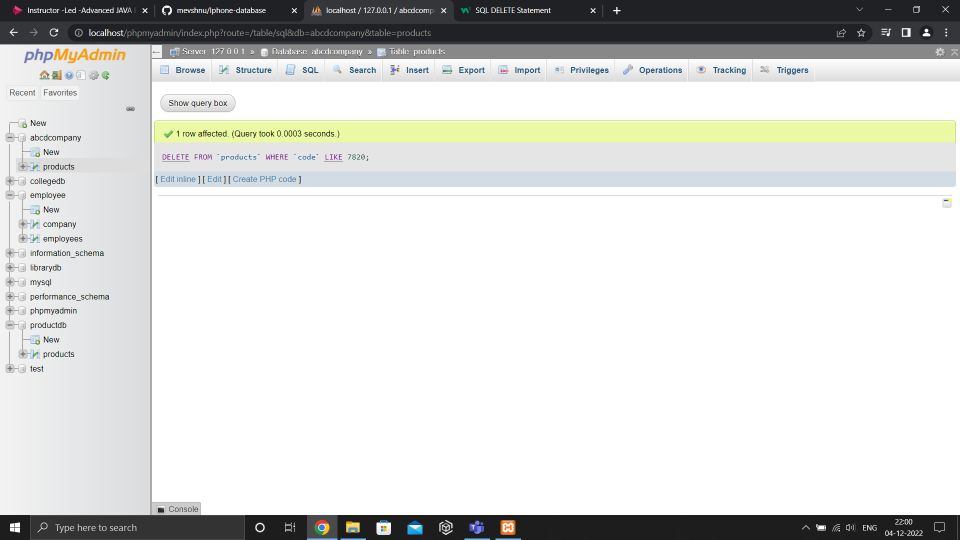 Instructor -Led -Advanced JAVA
mevshnu/Iphone-database
localhost / 127.0.0.1 / abcdcomp
SQL DELETE Statement
localhost/phpmyadmin/index.php?route=/table/sql&db=abcdcompany&table=products
phpMyAdmin
Server: 127.0.0.1 » Database: abcdcompany » Table: products
Browse Structure SQL Search Insert Export Import Privileges Operations Tracking Triggers
Recent Favorites
Show query box
New
abcdcompany
New
products
collegedb
employee
New
company
employees
information_schema
librarydb
mysql
performance_schema
phpmyadmin
productdb
New
products
test
1 row affected. (Query took 0.0003 seconds.)
DELETE FROM `products` WHERE `code` LIKE 7820;
[ Edit inline ] [ Edit ] [ Create PHP code ]
Console
Type here to search
ENG
22:00
04-12-2022